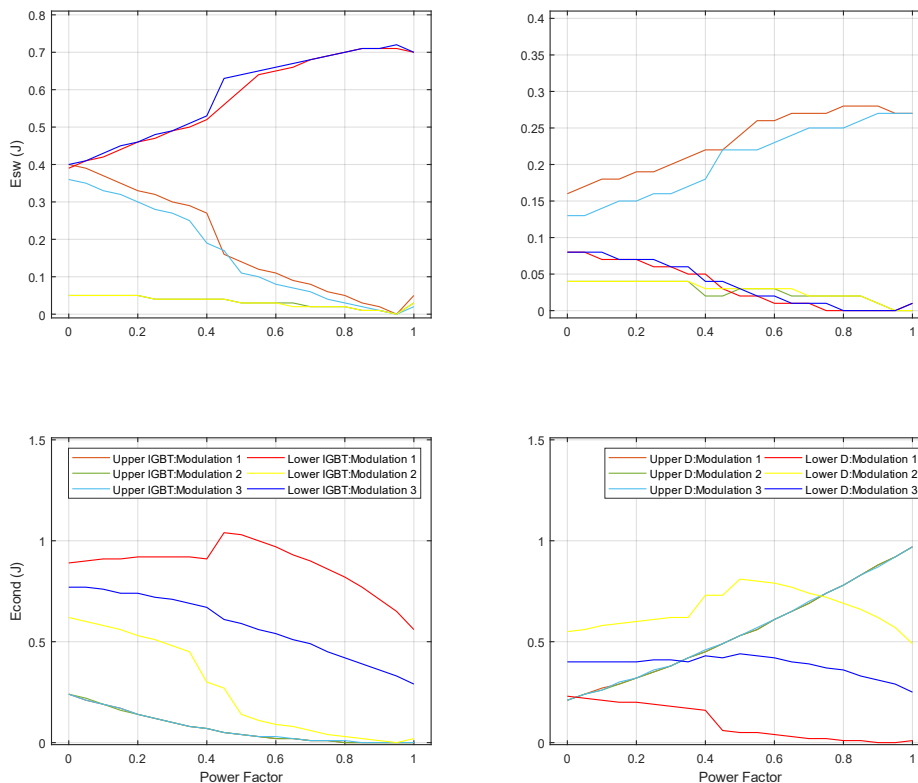 0.8
0.7
0.6
0.5
0.4
0.3
0.2
0.1
0
Esw (J)
0 0.2 0.4 0.6 0.8 1
0.4
0.35
0.3
0.25
0.2
0.15
0.1
0.05
0
0 0.2 0.4 0.6 0.8 1
1.5
1
0.5
0
Econd (J)
Upper IGBT:Modulation 1 Lower IGBT:Modulation 1
Upper IGBT:Modulation 2 Lower IGBT:Modulation 2
Upper IGBT:Modulation 3 Lower IGBT:Modulation 3
0 0.2 0.4 0.6 0.8 1
Power Factor
1.5
1
0.5
0
Upper D:Modulation 1 Lower D:Modulation 1
Upper D:Modulation 2 Lower D:Modulation 2
Upper D:Modulation 3 Lower D:Modulation 3
0 0.2 0.4 0.6 0.8 1
Power Factor